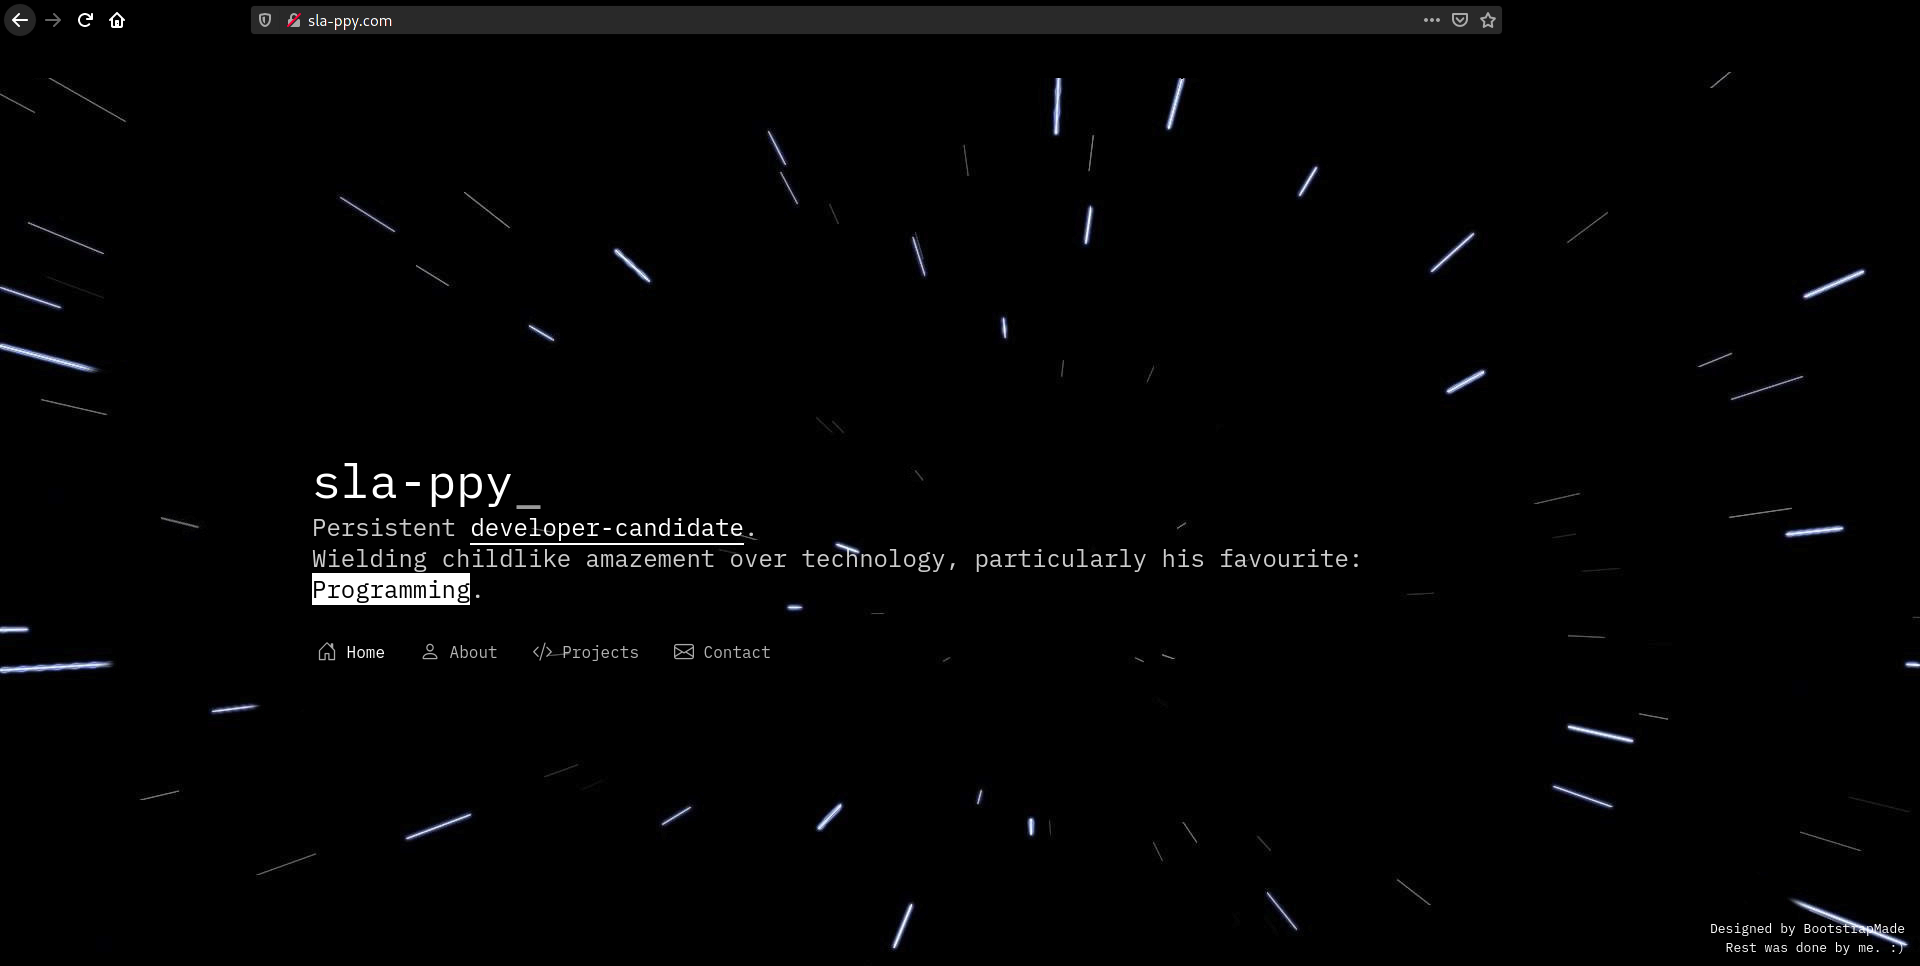 sla-ppy.com
sla-ppy_
Persistent developer-candidate.
Wielding childlike amazement over technology, particularly his favourite:
Programming.
Home About Projects Contact
Designed by BootstrapMade
Rest was done by me. :)